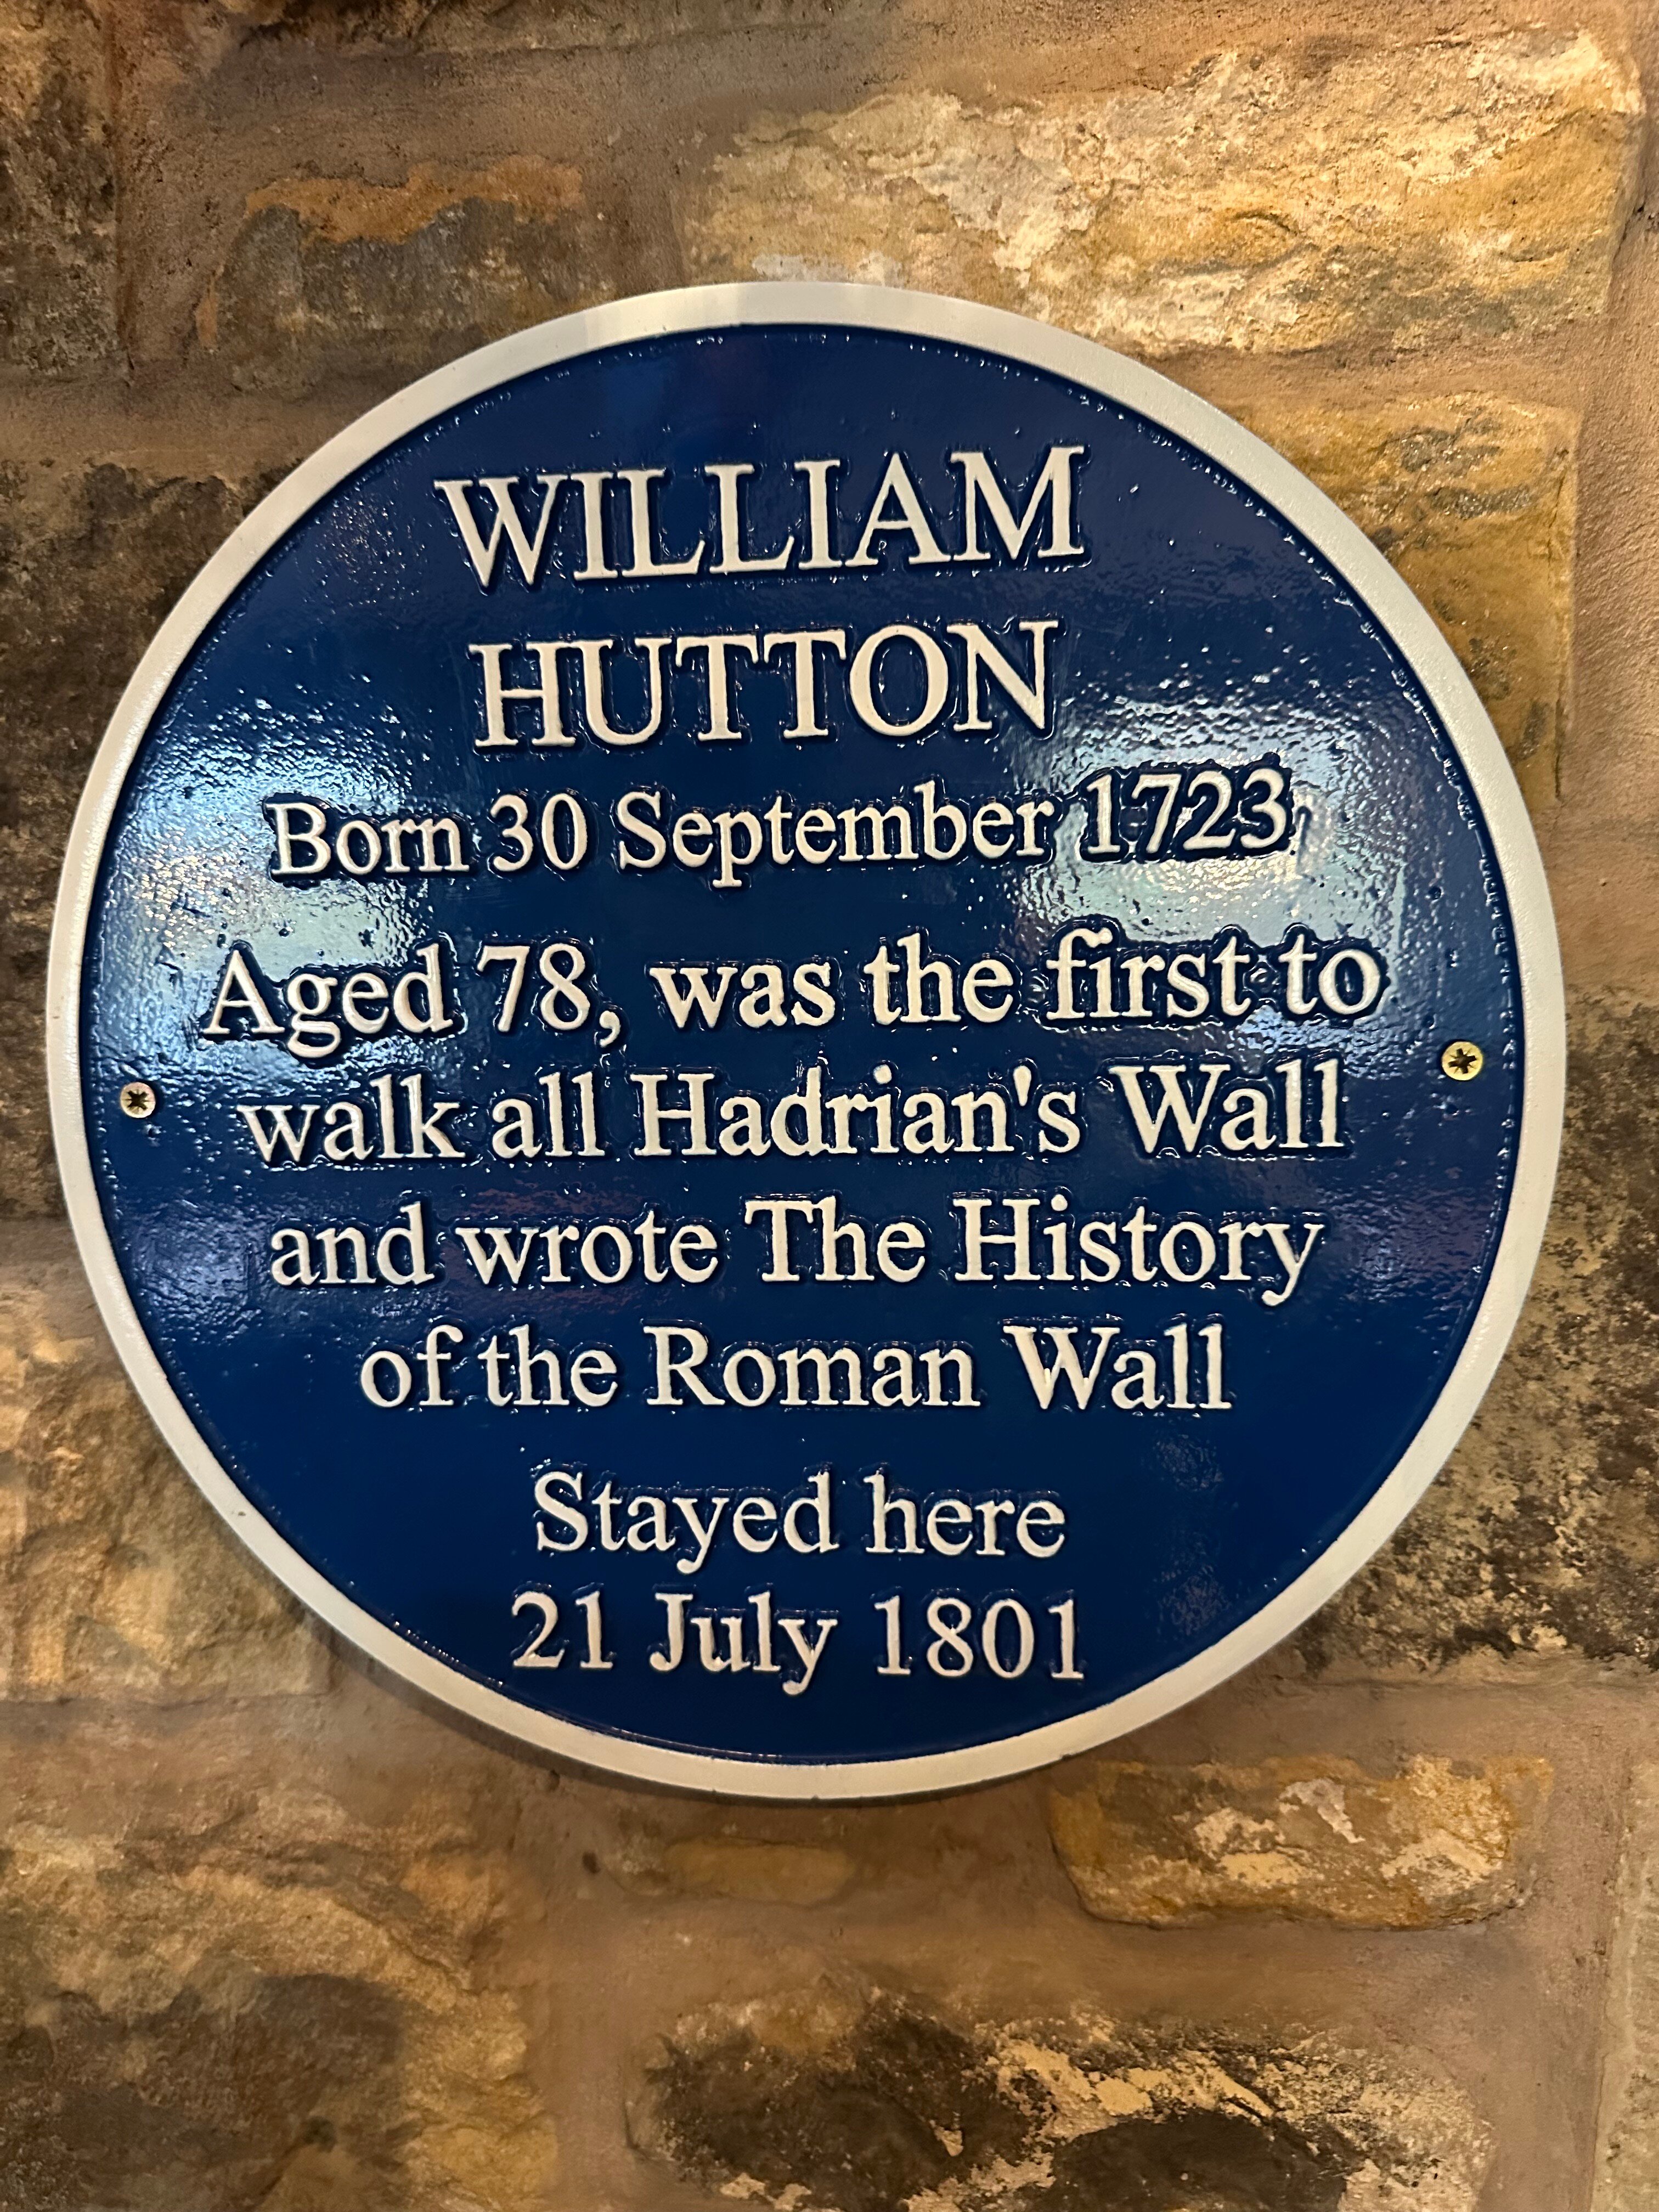 WILLIAM
HUTTON
Born 30 September 1723,
Aged 78, was the first to
walk all Hadrian's Wall
and wrote The History
of the Roman Wall
Stayed here
21 July 1801